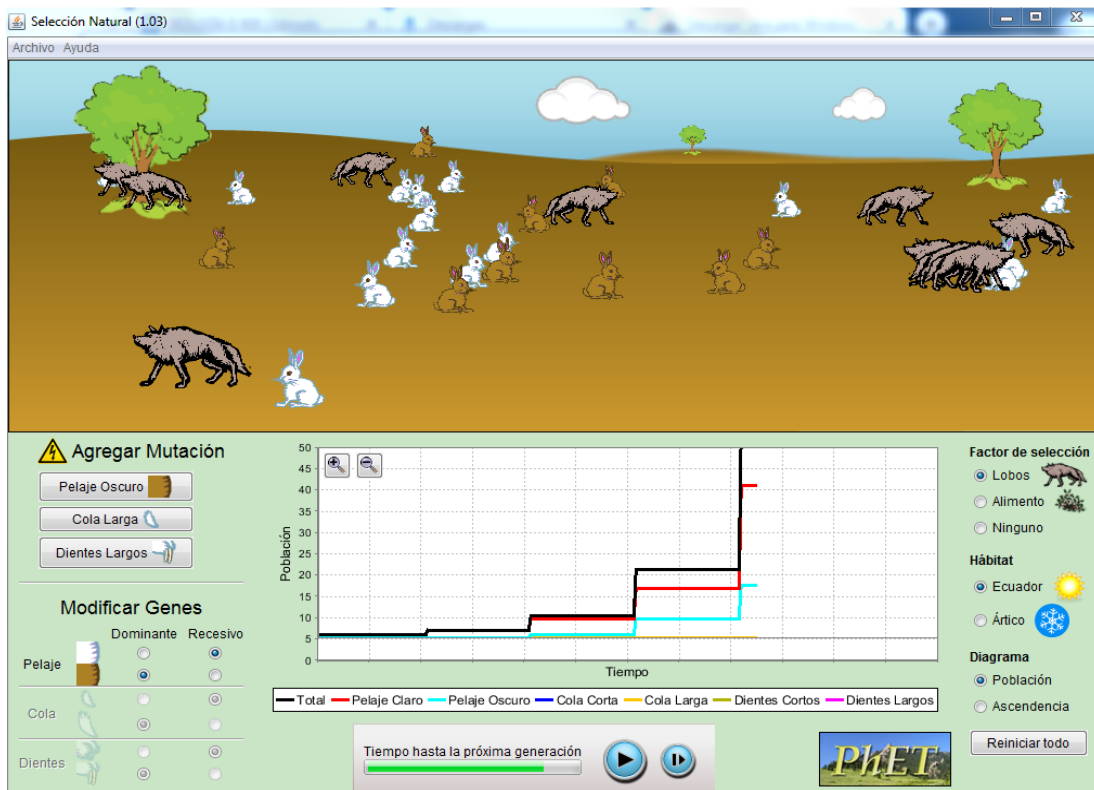 Selección Natural (1.03)
Archivo Ayuda
Agregar Mutación
Pelaje Oscuro
Cola Larga
Dientes Largos
Modificar Genes
Dominante Recesivo
Pelaje
Cola
Dientes
50
45
40
35
30
25
20
15
10
5
0
Población
Tiempo
Total Pelaje Claro Pelaje Oscuro Cola Corta Cola Larga Dientes Cortos Dientes Largos
Tiempo hasta la próxima generación
PhET
Factor de selección
Lobos
Alimento
Ninguno
Hábitat
Ecuador
Ártico
Diagrama
Población
Ascendencia
Reiniciar todo